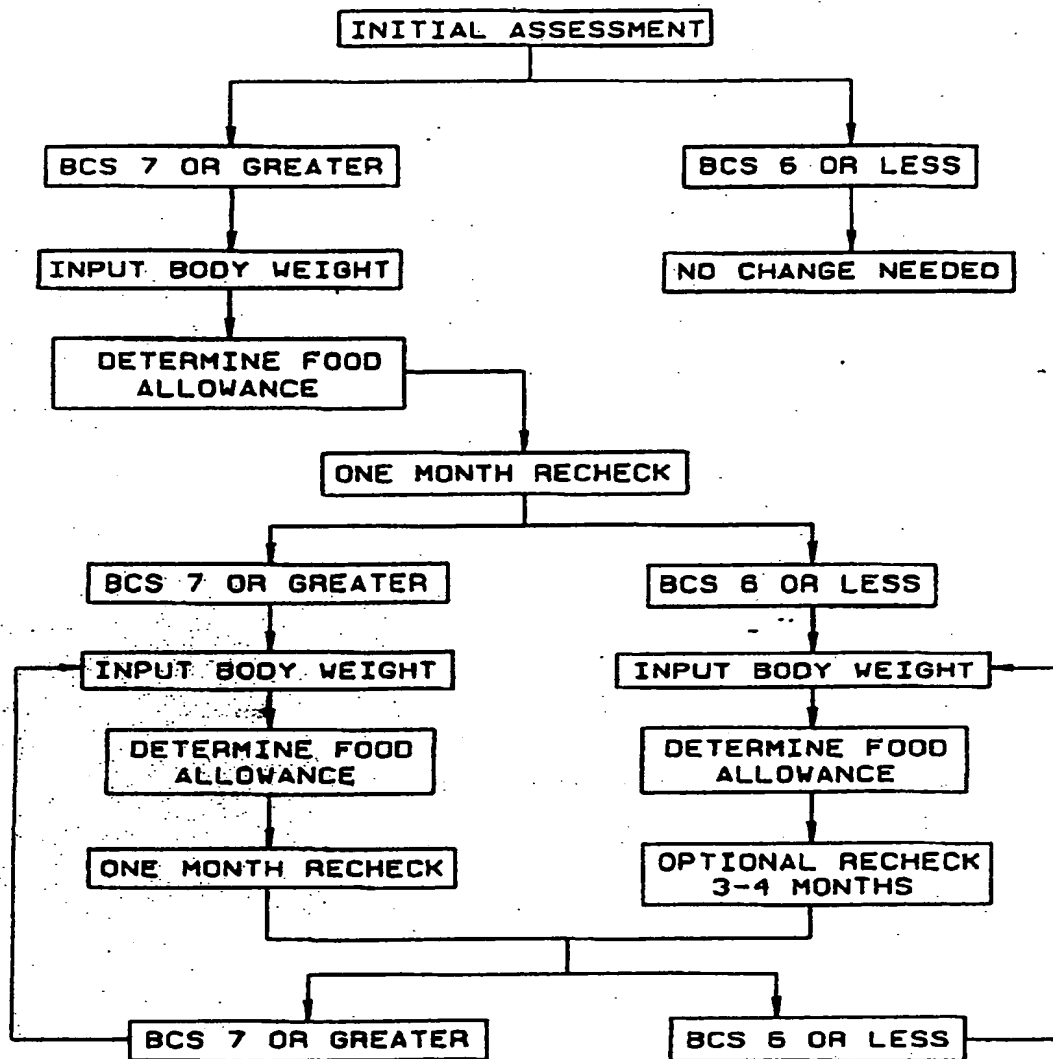 INITIAL ASSESSMENT
BCS 7 OR GREATER
BCS 6 OR LESS
INPUT BODY WEIGHT
NO CHANGE NEEDED
DETERMINE FOOD
ALLOWANCE
ONE MONTH RECHECK
BCS 7 OR GREATER
BCS 6 OR LESS
INPUT BODY WEIGHT
INPUT BODY WEIGHT
DETERMINE FOOD
ALLOWANCE
DETERMINE FOOD
ALLOWANCE
ONE MONTH RECHECK
OPTIONAL RECHECK
3-4 MONTHS
BCS 7 OR GREATER
BCS 6 OR LESS